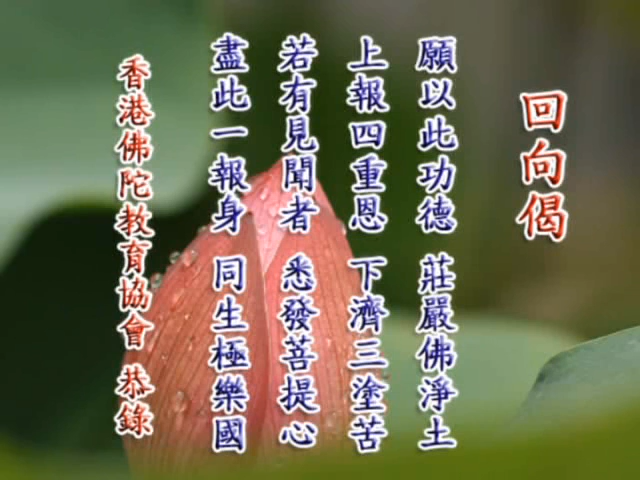 回向偈
願以此功德 莊嚴佛淨土
上報四重恩 下濟三塗苦
若有見聞者 悉發菩提心
盡此一報身 同生極樂國
香港佛陀教育協會 恭錄